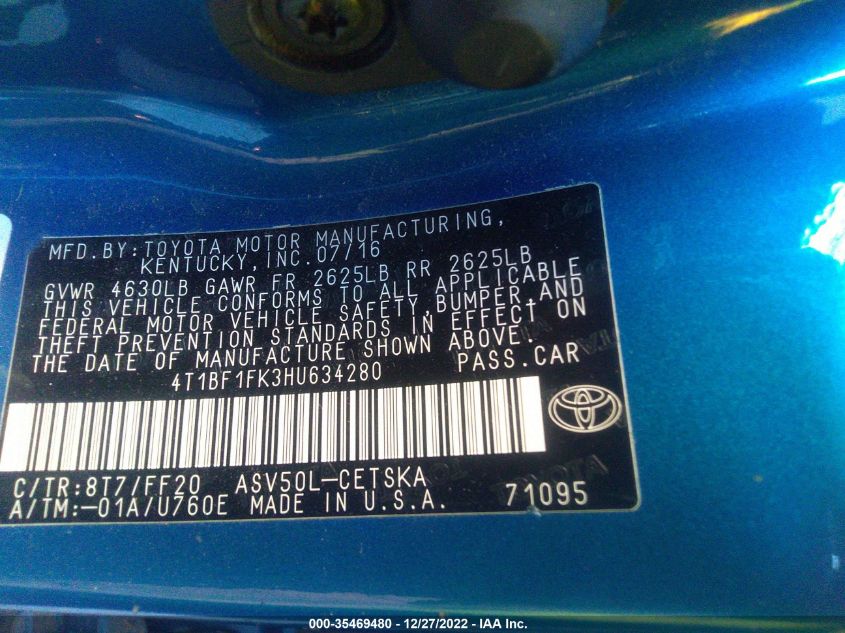 MFD.BY:TOYOTA MOTOR MANUFACTURING,
KENTUCKY,INC.07/16
GVWR 4630LB GAWR FR 2625LB RR 2625LB
THIS VEHICLE CONFORMS TO ALL APPLICABLE
FEDERAL MOTOR VEHICLE SAFETY,BUMPER,AND
THEFT PREVENTION STANDARDS IN EFFECT ON
THE DATE OF MANUFACTURE SHOWN ABOVE.
4T1BF1FK3HU634280 PASS.CAR
C/TR:8T7/FF20 ASV50L-CETSKA
A/TM:-01A/U760E MADE IN U.S.A. 71095
000-35469480 - 12/27/2022 - IAA Inc.